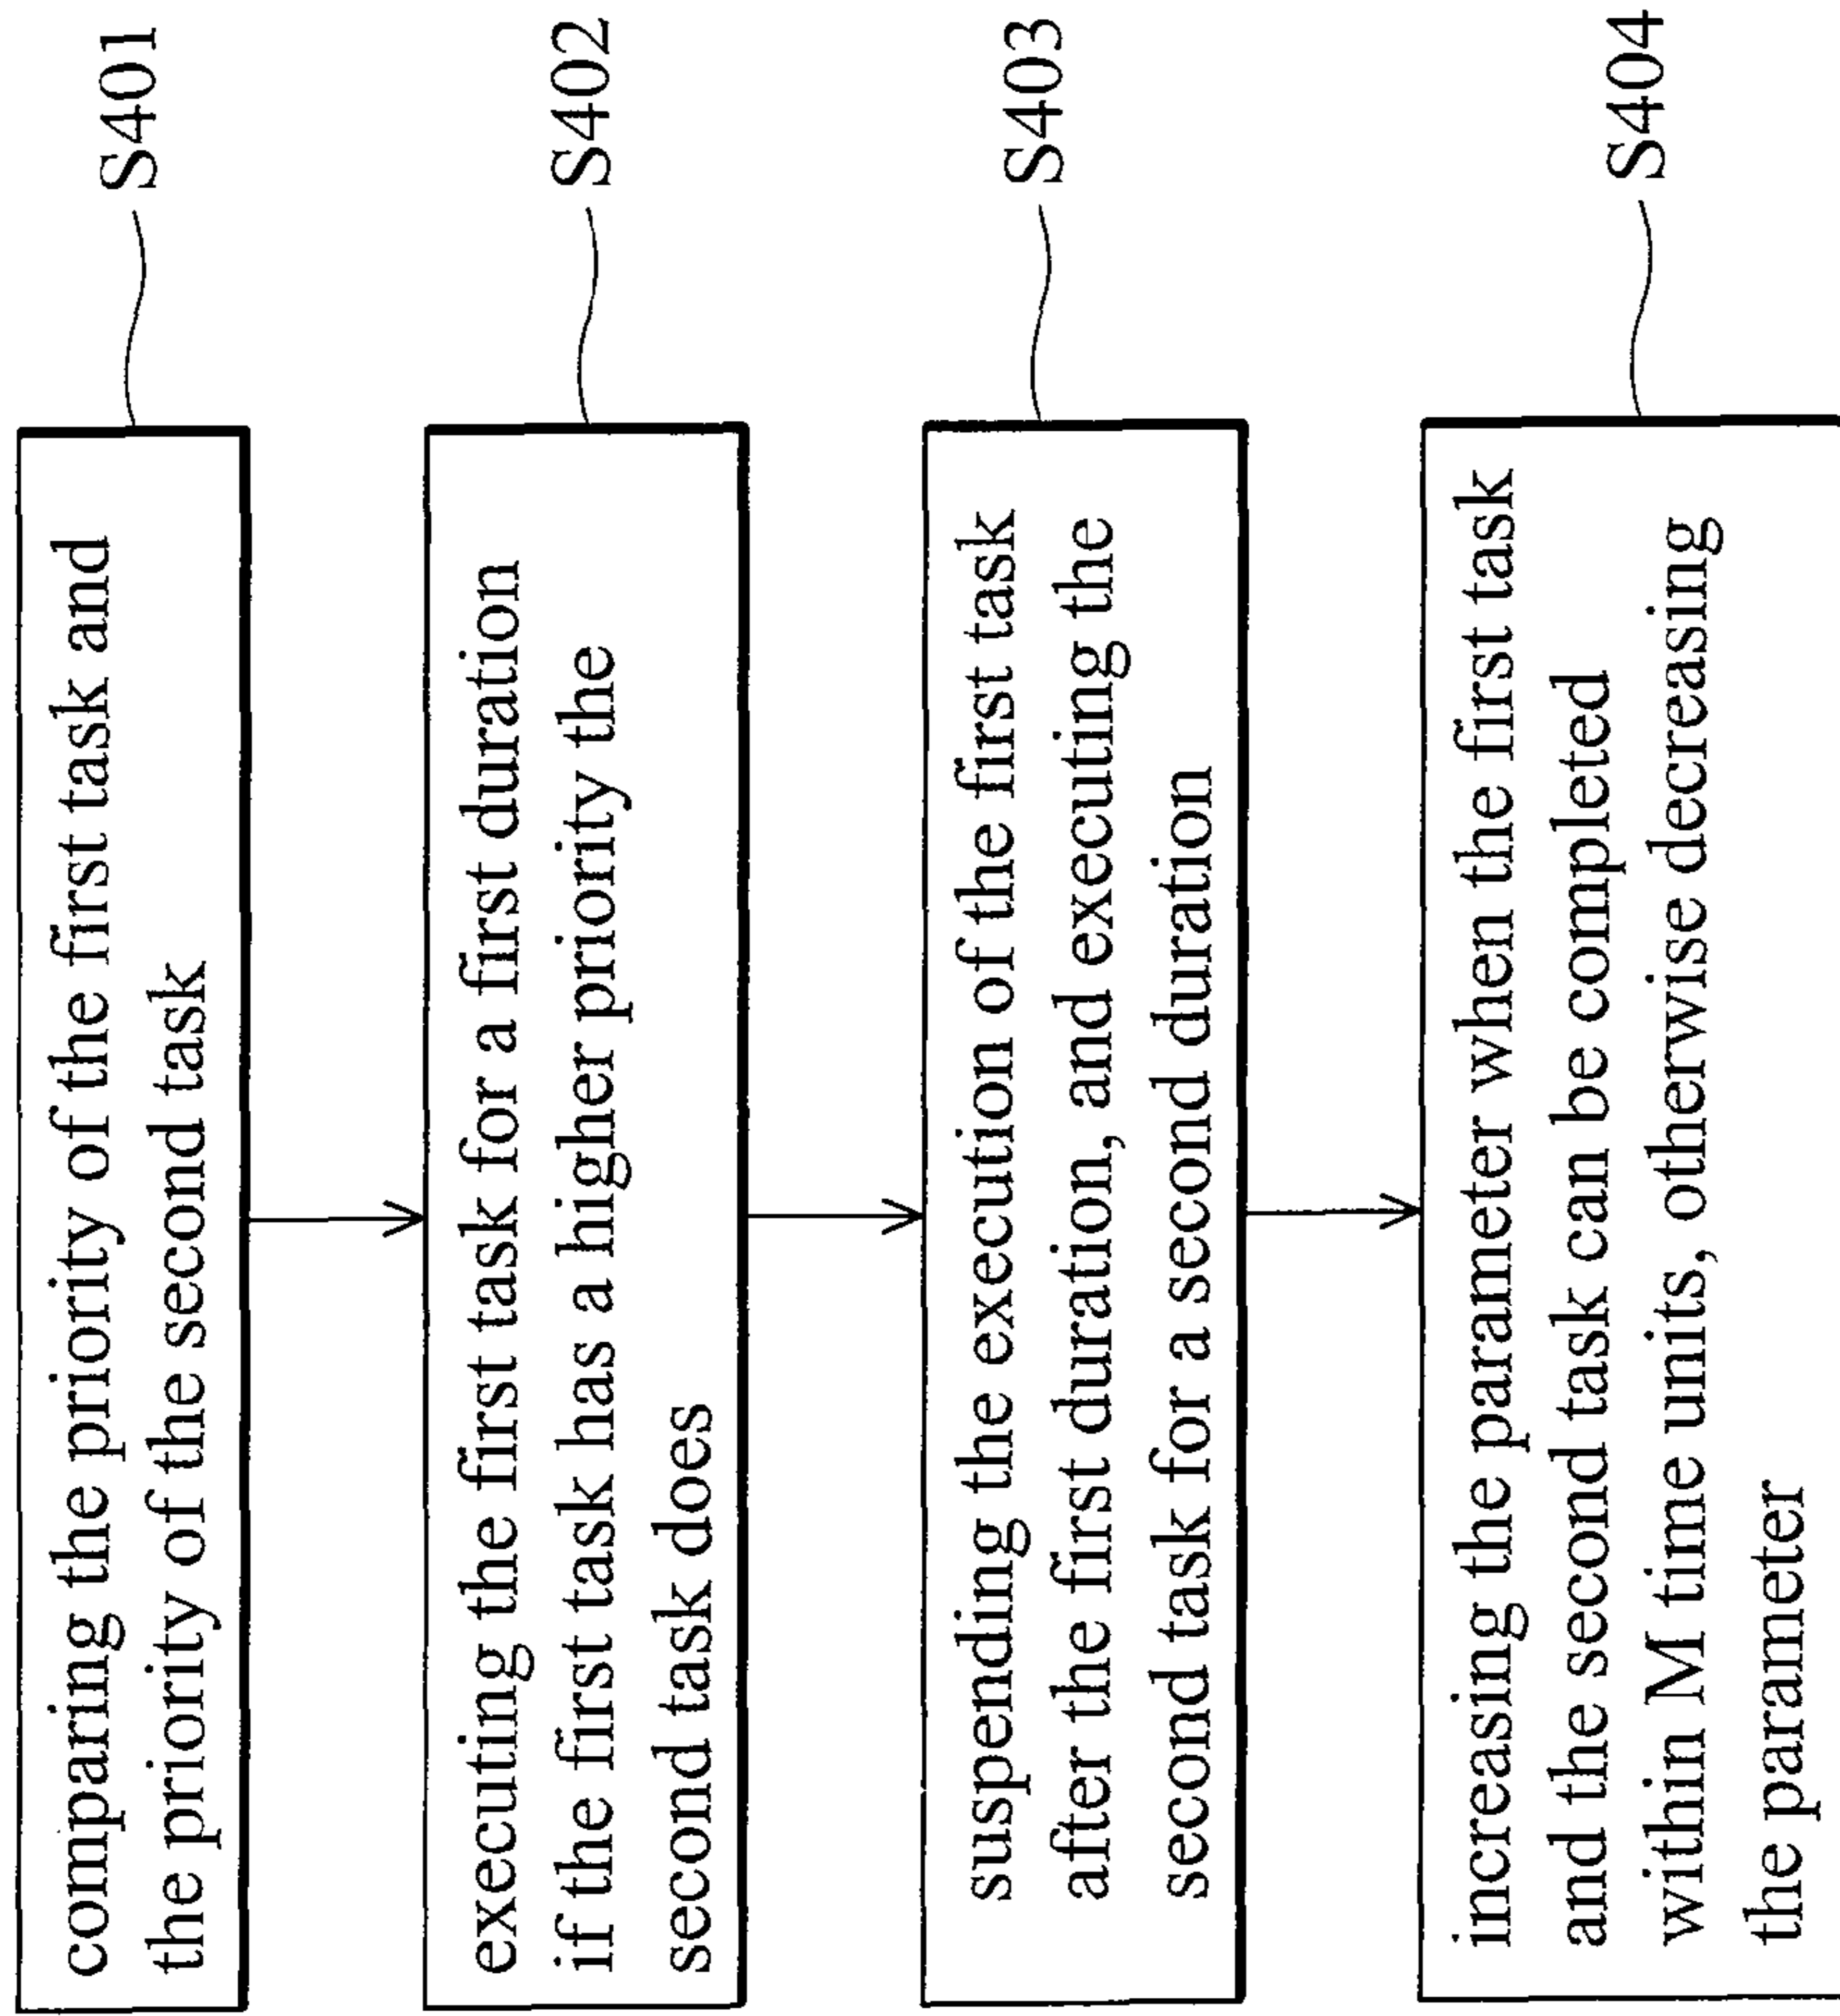 comparing the priority of the first task and
the priority of the second task
S401
executing the first task for a first duration
if the first task has a higher priority the
second task does
S402
suspending the execution of the first task
after the first duration, and executing the
second task for a second duration
S403
increasing the parameter when the first task
and the second task can be completed
within M time units, otherwise decreasing
the parameter
S404